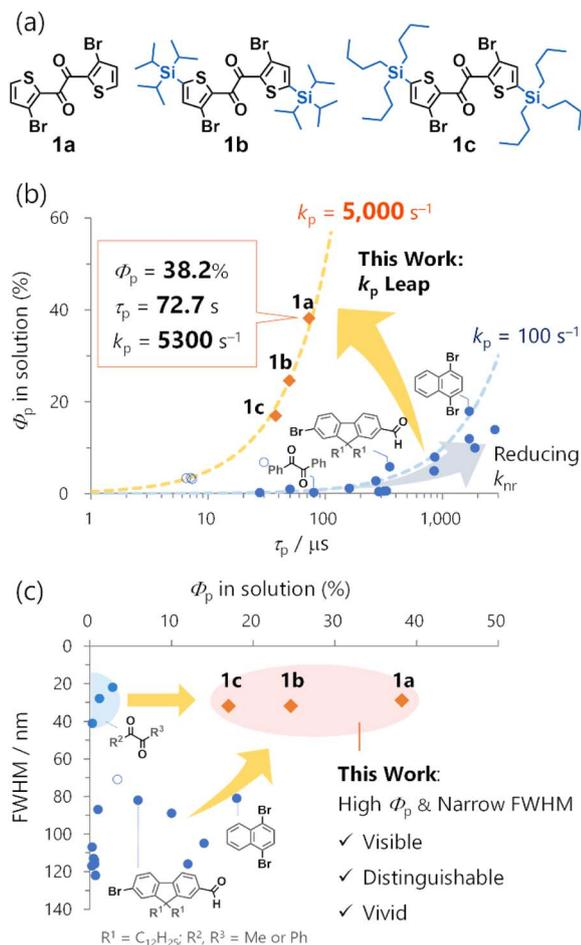 (a)
Br
S
O
O
S
Br
1a
Si
Br
S
O
O
S
Br
Si
1b
Si
Br
S
O
O
S
Br
Si
1c
(b)
Φp in solution (%)
60
40
20
0
1
10
100
1,000
τp / μs
kp = 5,000 s⁻¹
Φp = 38.2%
τp = 72.7 s
kp = 5300 s⁻¹
This Work:
kp Leap
1a
1b
1c
kp = 100 s⁻¹
Br
Br
Br
O
H
R¹ R¹
O
Ph
Ph
O
Reducing
knr
(c)
Φp in solution (%)
0
10
20
30
40
50
FWHM / nm
0
20
40
60
80
100
120
140
1c
1b
1a
O
R³
R²
O
Br
Br
Br
O
H
R¹ R¹
This Work:
High Φp & Narrow FWHM
✓ Visible
✓ Distinguishable
✓ Vivid
R¹ = C₁₂H₂₅; R², R³ = Me or Ph